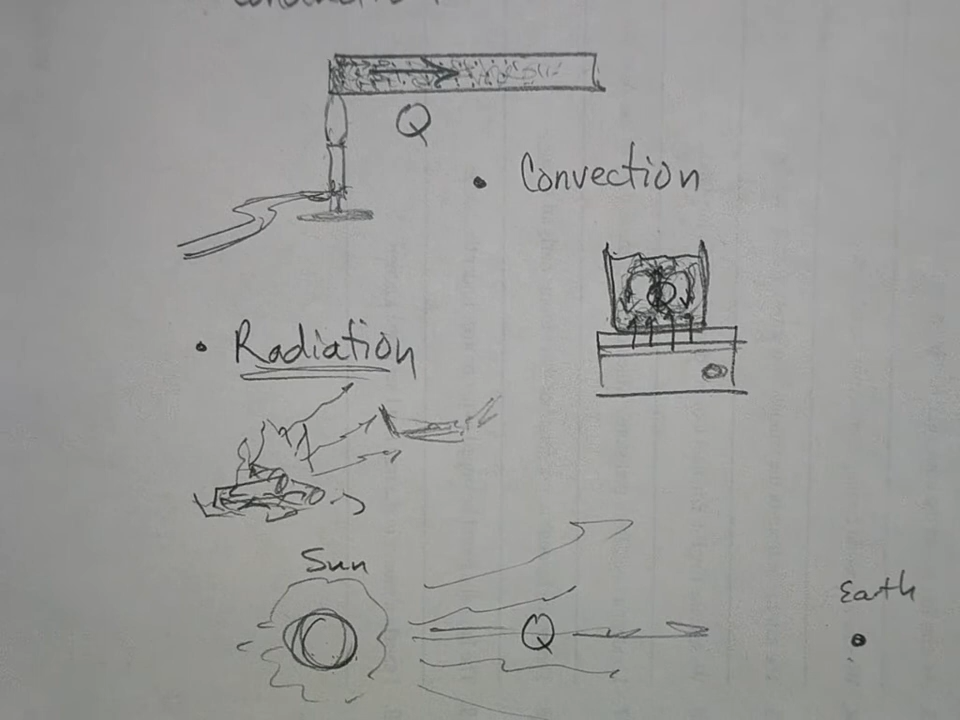 Q
• Convection
Q
• Radiation
Sun
Q
Earth